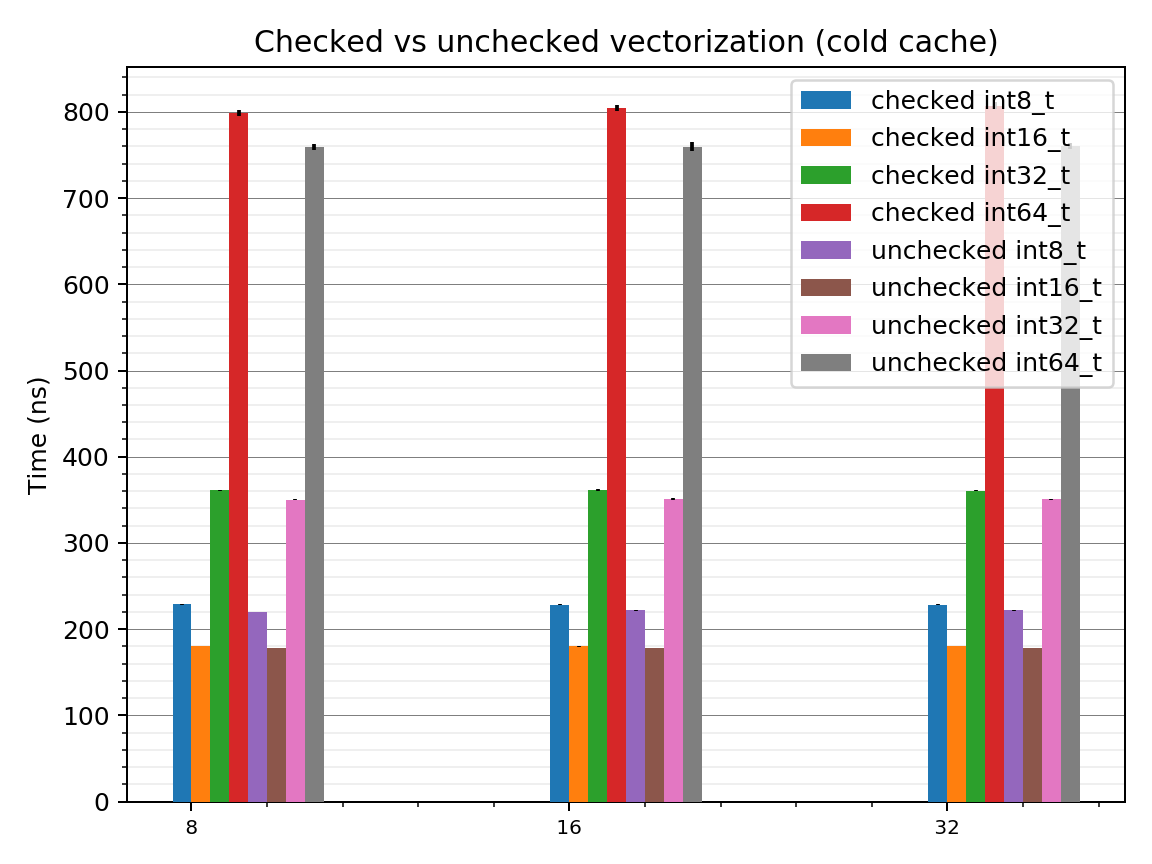 Checked vs unchecked vectorization (cold cache)
800
700
600
500
400
300
200
100
0
Time (ns)
8
16
32
checked int8_t
checked int16_t
checked int32_t
checked int64_t
unchecked int8_t
unchecked int16_t
unchecked int32_t
unchecked int64_t